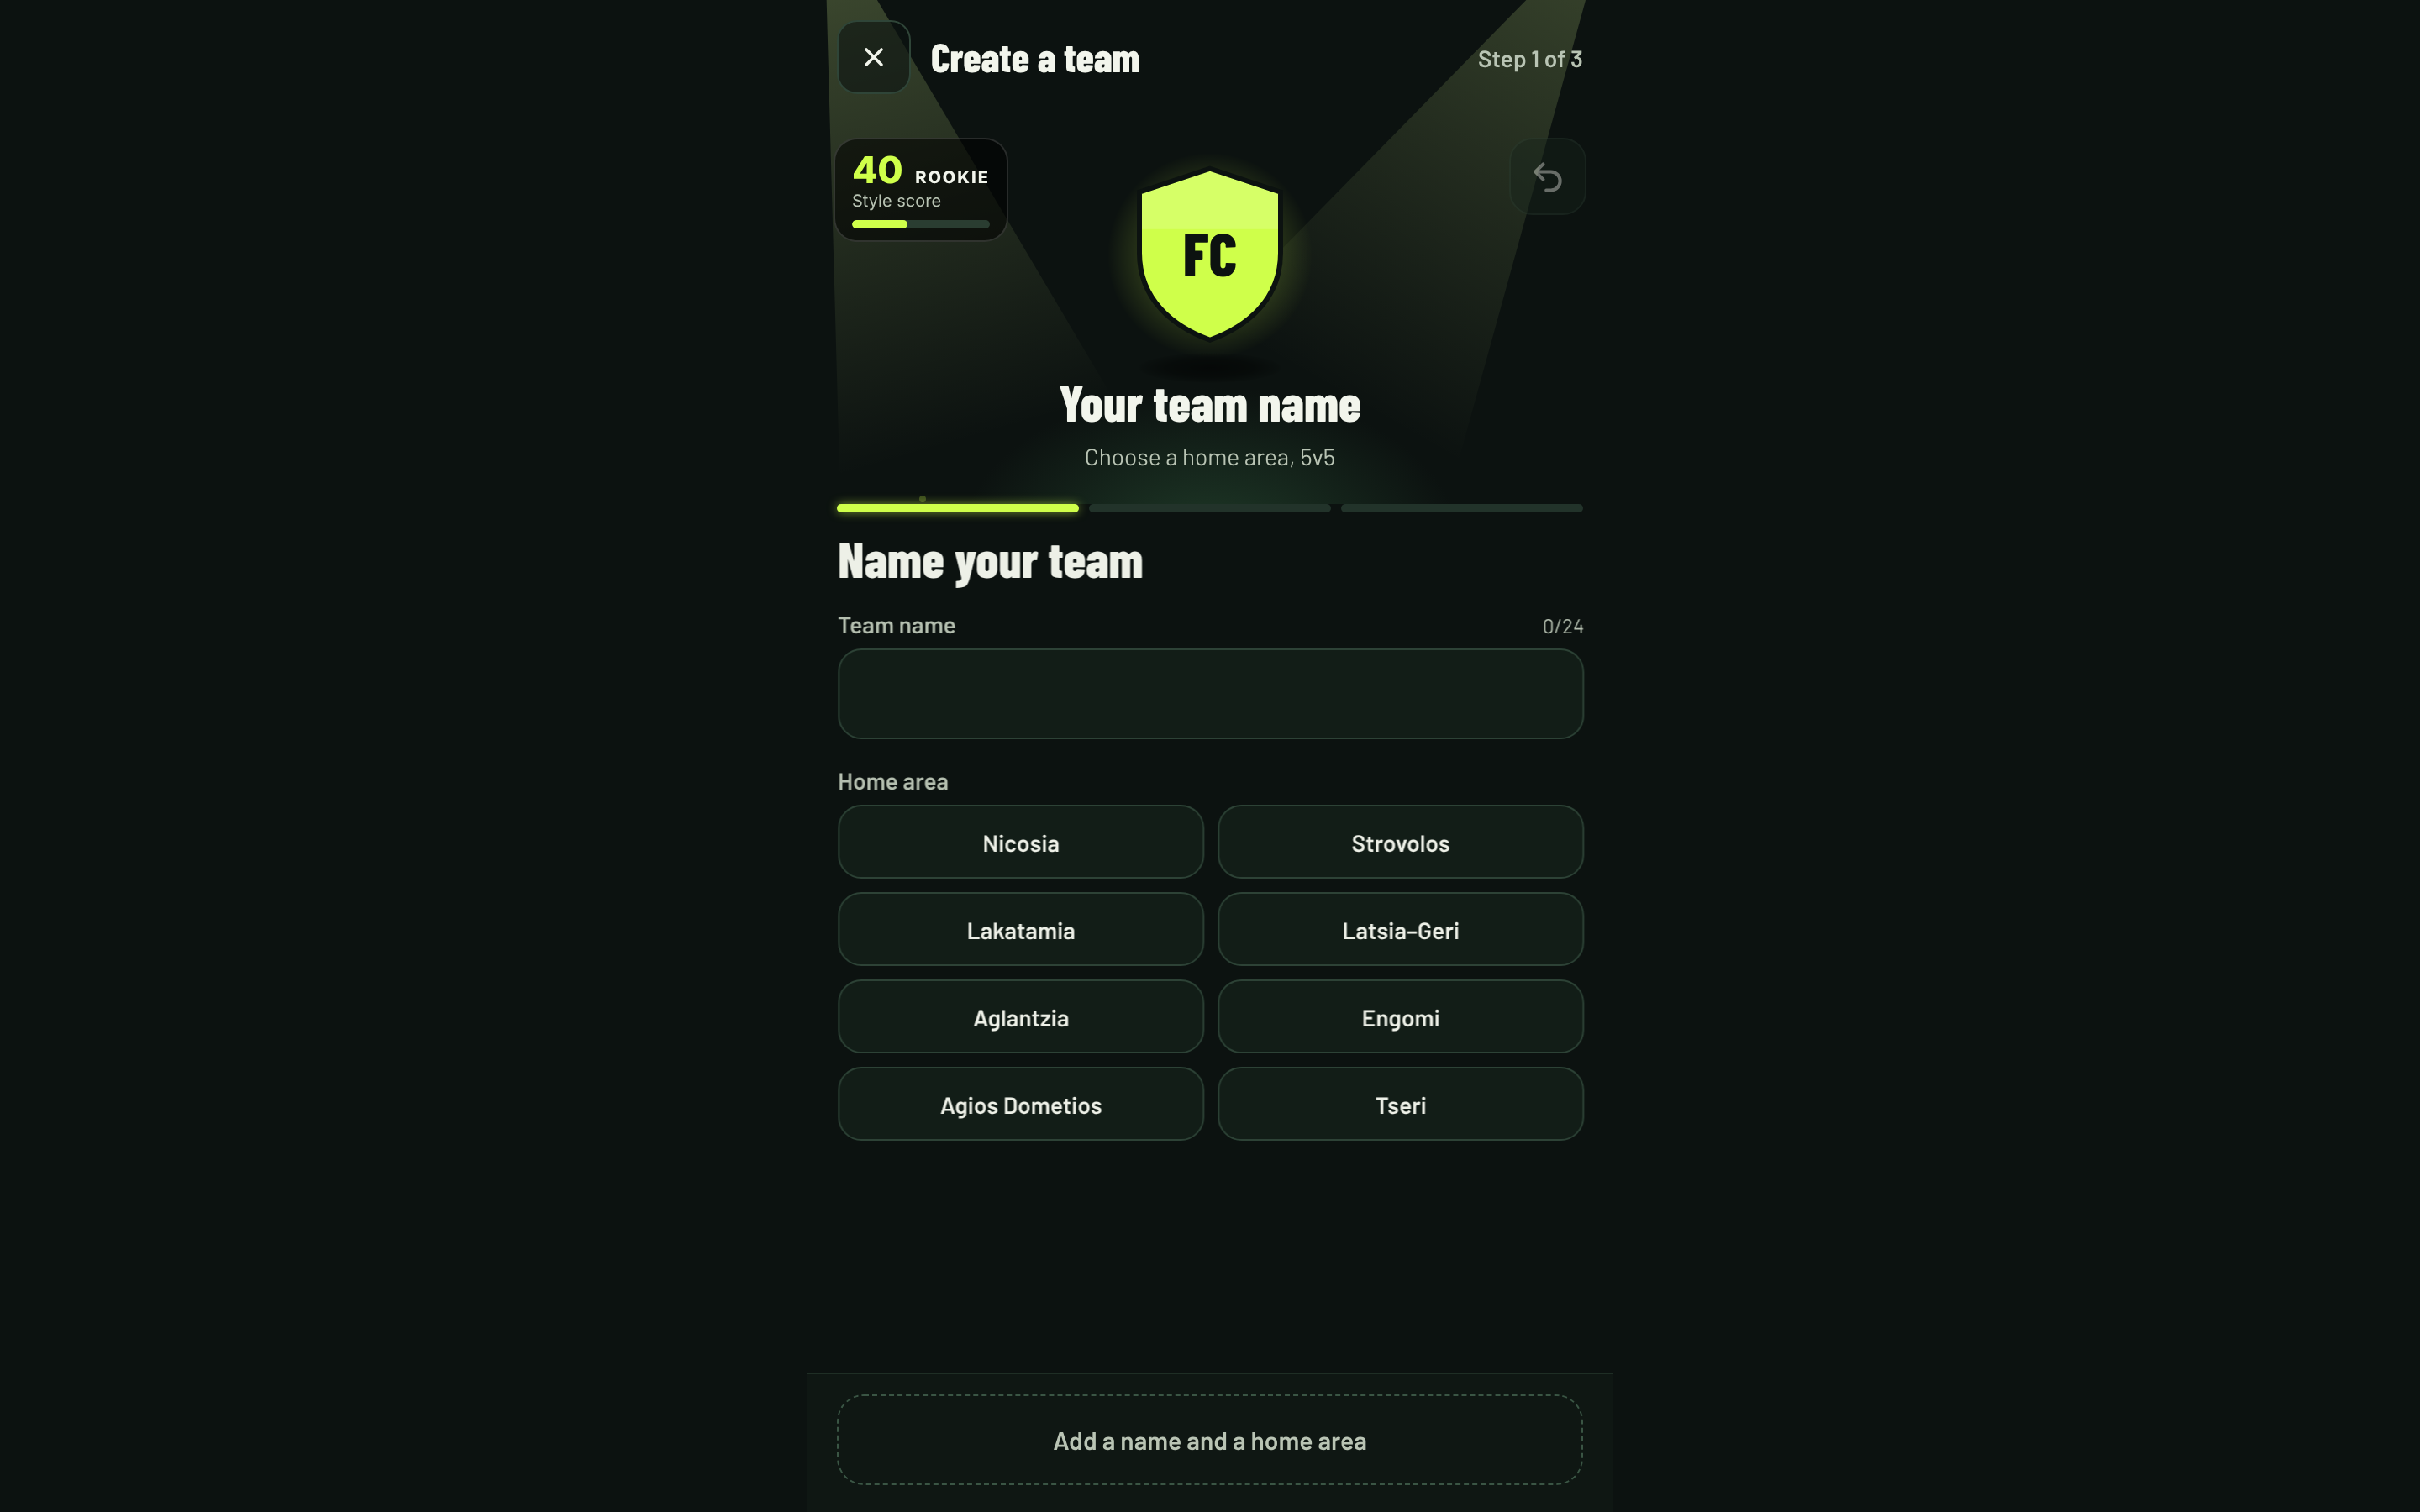 Create a team
Step 1 of 3
40 ROOKIE
Style score
FC
Your team name
Choose a home area, 5v5
Name your team
Team name
0/24
Home area
Nicosia
Strovolos
Lakatamia
Latsia–Geri
Aglantzia
Engomi
Agios Dometios
Tseri
Add a name and a home area